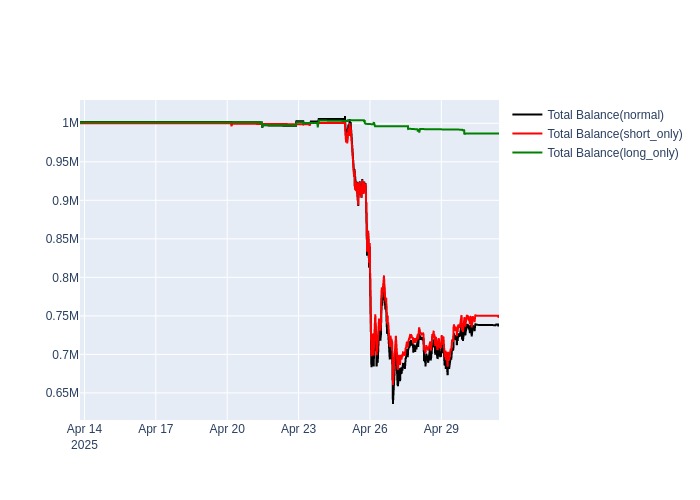 1M
0.95M
0.9M
0.85M
0.8M
0.75M
0.7M
0.65M
Apr 14
2025
Apr 17
Apr 20
Apr 23
Apr 26
Apr 29
Total Balance(normal)
Total Balance(short_only)
Total Balance(long_only)